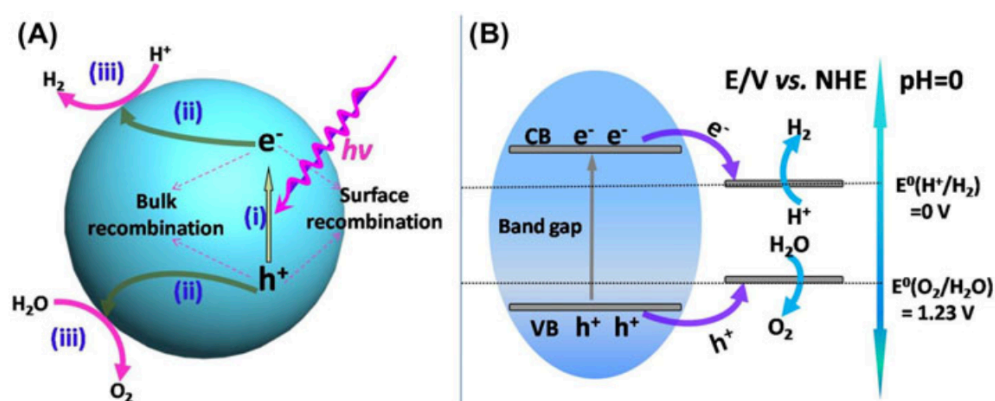 (A)
H⁺
(iii)
H₂
(ii)
e⁻
hν
Bulk
recombination
(i)
Surface
recombination
h⁺
(ii)
H₂O
(iii)
O₂
(B)
E/V vs. NHE
pH=0
CB e⁻ e⁻
e⁻
H₂
E⁰(H⁺/H₂)
=0 V
H⁺
Band gap
H₂O
E⁰(O₂/H₂O)
= 1.23 V
O₂
VB h⁺ h⁺
h⁺